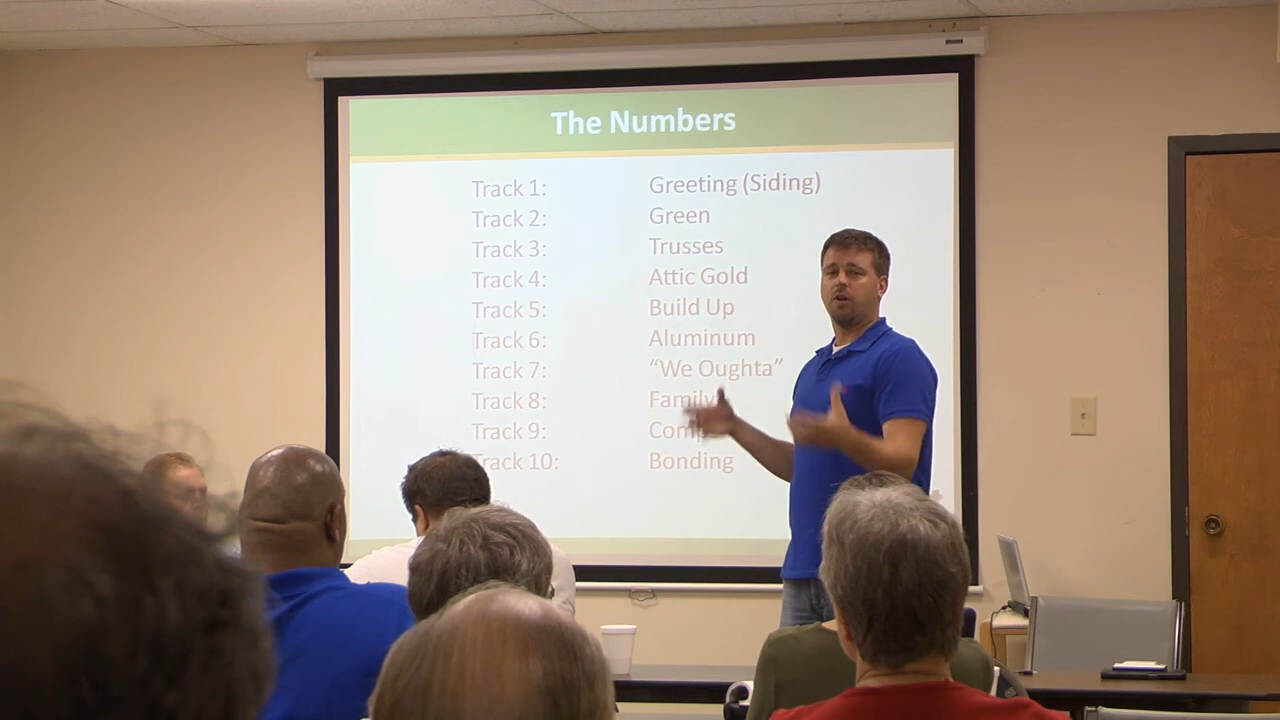 The Numbers
Track 1: Greeting (Siding)
Track 2: Green
Track 3: Trusses
Track 4: Attic Gold
Track 5: Build Up
Track 6: Aluminum
Track 7: “We Oughta”
Track 8: Family
Track 9:
Track 10: Bonding